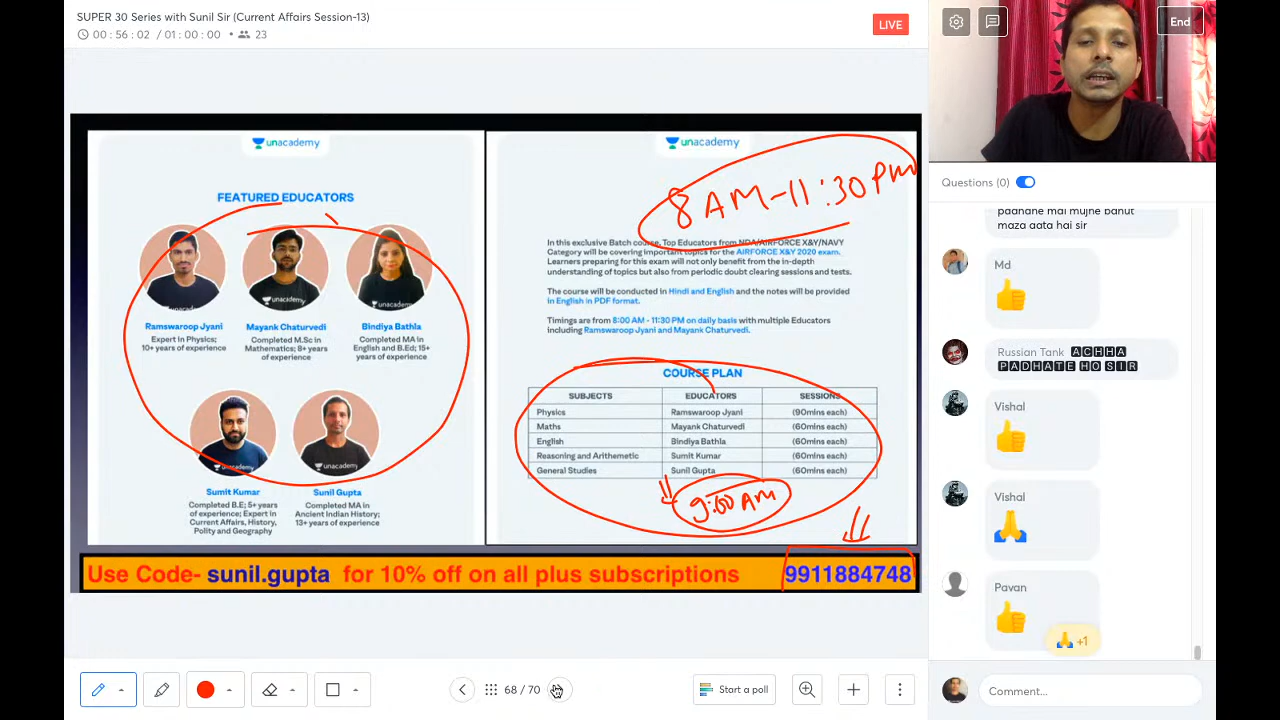 SUPER 30 Series with Sunil Sir (Current Affairs Session-13)
00 : 56 : 02 / 01 : 00 : 00 • 23
LIVE
End
unacademy
FEATURED EDUCATORS
Ramswaroop Jyani
Expert in Physics;
10+ years of experience
Mayank Chaturvedi
Completed M.Sc in
Mathematics; 8+ years
of experience
Bindiya Bathla
Completed MA in
English and B.Ed; 15+
years of experience
unacademy
unacademy
unacademy
Sumit Kumar
Completed B.E; 5+ years
of experience; Expert in
Current Affairs, History,
Polity and Geography
Sunil Gupta
Completed MA in
Ancient Indian History;
13+ years of experience
unacademy
8 AM-11:30 PM
In this exclusive Batch course, Top Educators from NDA/AIRFORCE X&Y/NAVY
Category will be covering important topics for the AIRFORCE X&Y 2020 exam.
Learners preparing for this exam will not only benefit from the in-depth
understanding of topics but also from periodic doubt clearing sessions and tests.
The course will be conducted in Hindi and English and the notes will be provided
in English in PDF format.
Timings are from 8:00 AM - 11:30 PM on daily basis with multiple Educators
including Ramswaroop Jyani and Mayank Chaturvedi.
COURSE PLAN
SUBJECTS EDUCATORS SESSIONS
Physics Ramswaroop Jyani (90mins each)
Maths Mayank Chaturvedi (60mins each)
English Bindiya Bathla (60mins each)
Reasoning and Arithemetic Sumit Kumar (60mins each)
General Studies Sunil Gupta (60mins each)
9:00 AM
Use Code- sunil.gupta for 10% off on all plus subscriptions 9911884748
68 / 70
Start a poll
Questions (0)
padhane mai mujhe bahut
maza aata hai sir
Md
👍
Russian Tank ACHHA
PADHATE HO SIR
Vishal
👍
Vishal
🙏
Pavan
👍
🙏 +1
Comment...